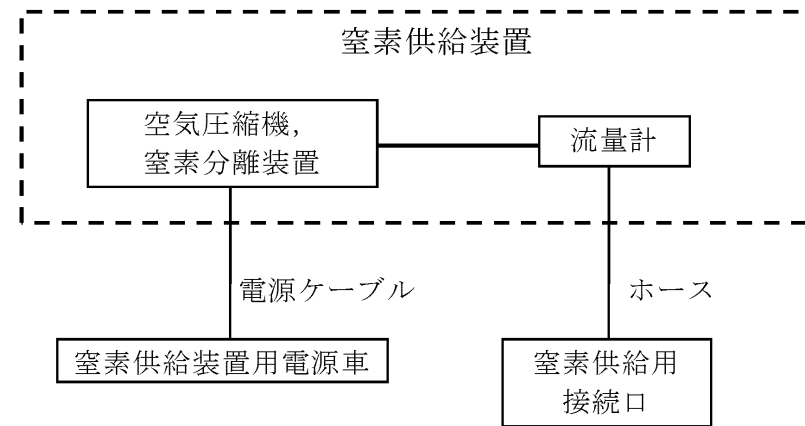 窒素供給装置
空気圧縮機，
窒素分離装置
流量計
電源ケーブル
ホース
窒素供給装置用電源車
窒素供給用
接続口